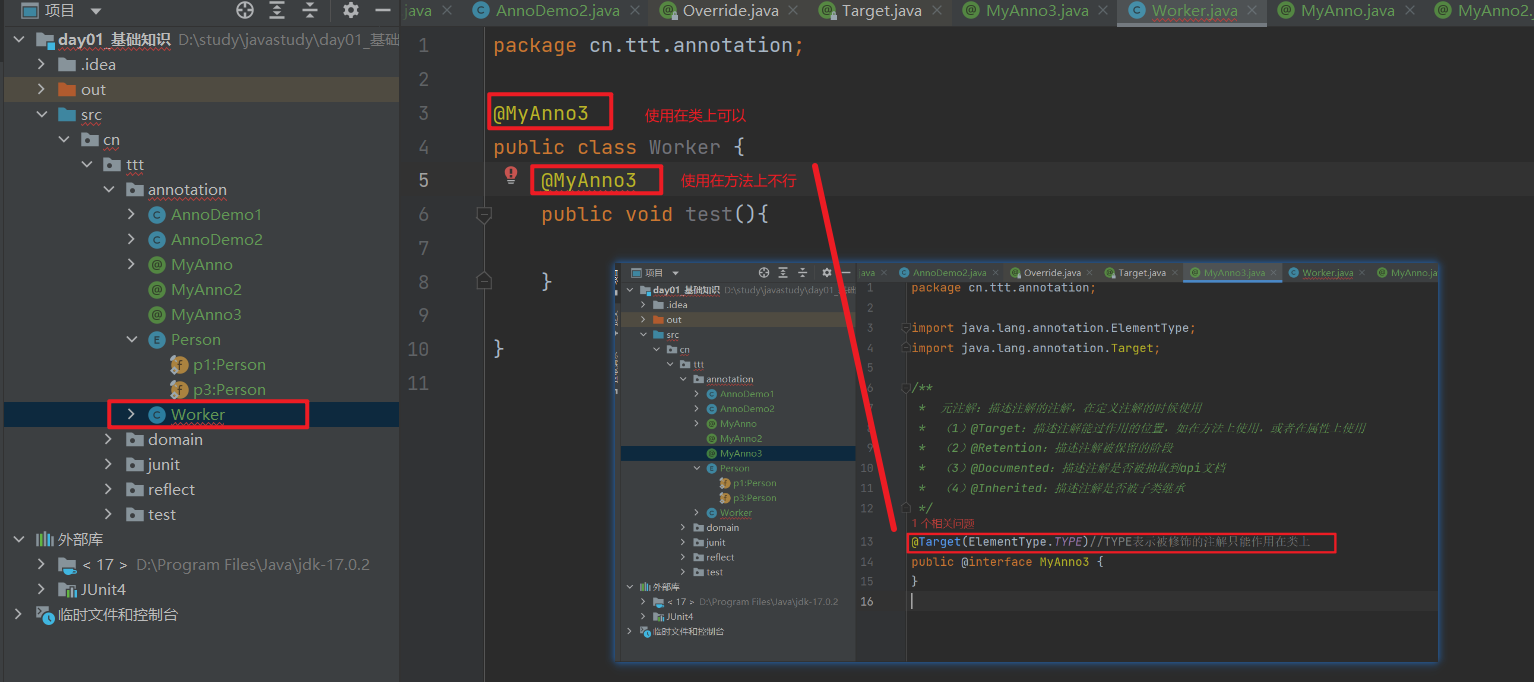 项目
java
AnnoDemo2.java
Override.java
Target.java
MyAnno3.java
Worker.java
MyAnno.java
MyAnno2.
day01_基础知识 D:\study\javastudy\day01_基础
.idea
out
src
cn
ttt
annotation
AnnoDemo1
AnnoDemo2
MyAnno
MyAnno2
MyAnno3
Person
p1:Person
p3:Person
Worker
domain
junit
reflect
test
外部库
< 17 > D:\Program Files\Java\jdk-17.0.2
JUnit4
临时文件和控制台
1 package cn.ttt.annotation;
2
3 @MyAnno3 使用在类上可以
4 public class Worker {
5 @MyAnno3 使用在方法上不行
6 public void test(){
7
8 }
9
10 }
11
项目
java
AnnoDemo2.java
Override.java
Target.java
MyAnno3.java
Worker.java
MyAnno.ja
day01_基础知识 D:\study\javastudy\day01_基础
.idea
out
src
cn
ttt
annotation
AnnoDemo1
AnnoDemo2
MyAnno
MyAnno2
MyAnno3
Person
p1:Person
p3:Person
Worker
domain
junit
reflect
test
外部库
< 17 > D:\Program Files\Java\jdk-17.0.2
JUnit4
临时文件和控制台
1 package cn.ttt.annotation;
2
3 import java.lang.annotation.ElementType;
4 import java.lang.annotation.Target;
5
6 /**
7 * 元注解：描述注解的注解，在定义注解的时候使用
8 * （1）@Target：描述注解能过作用的位置，如在方法上使用，或者在属性上使用
9 * （2）@Retention：描述注解被保留的阶段
10 * （3）@Documented：描述注解是否被抽取到api文档
11 * （4）@Inherited：描述注解是否被子类继承
12 */
1 个相关问题
13 @Target(ElementType.TYPE)//TYPE表示被修饰的注解只能作用在类上
14 public @interface MyAnno3 {
15 }
16